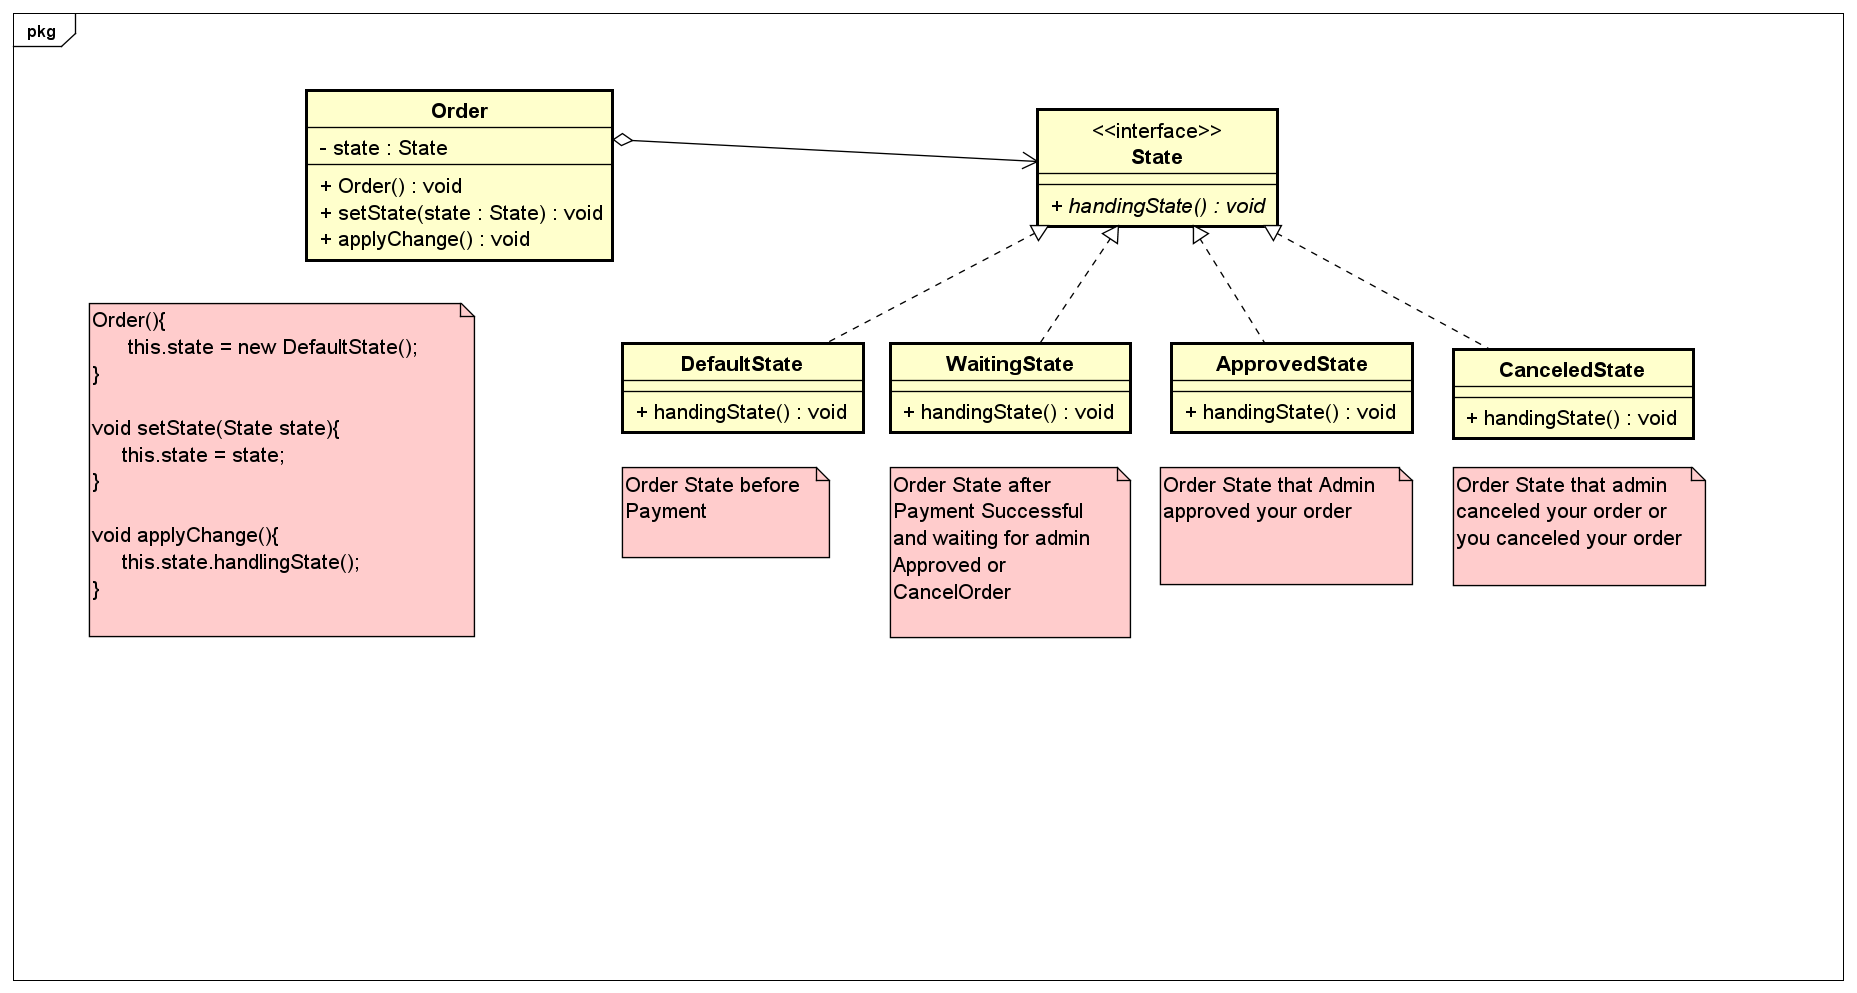 pkg
Order
- state : State
+ Order() : void
+ setState(state : State) : void
+ applyChange() : void
<<interface>>
State
+ handingState() : void
Order(){
this.state = new DefaultState();
}
void setState(State state){
this.state = state;
}
void applyChange(){
this.state.handlingState();
}
DefaultState
+ handingState() : void
WaitingState
+ handingState() : void
ApprovedState
+ handingState() : void
CanceledState
+ handingState() : void
Order State before
Payment
Order State after
Payment Successful
and waiting for admin
Approved or
CancelOrder
Order State that Admin
approved your order
Order State that admin
canceled your order or
you canceled your order